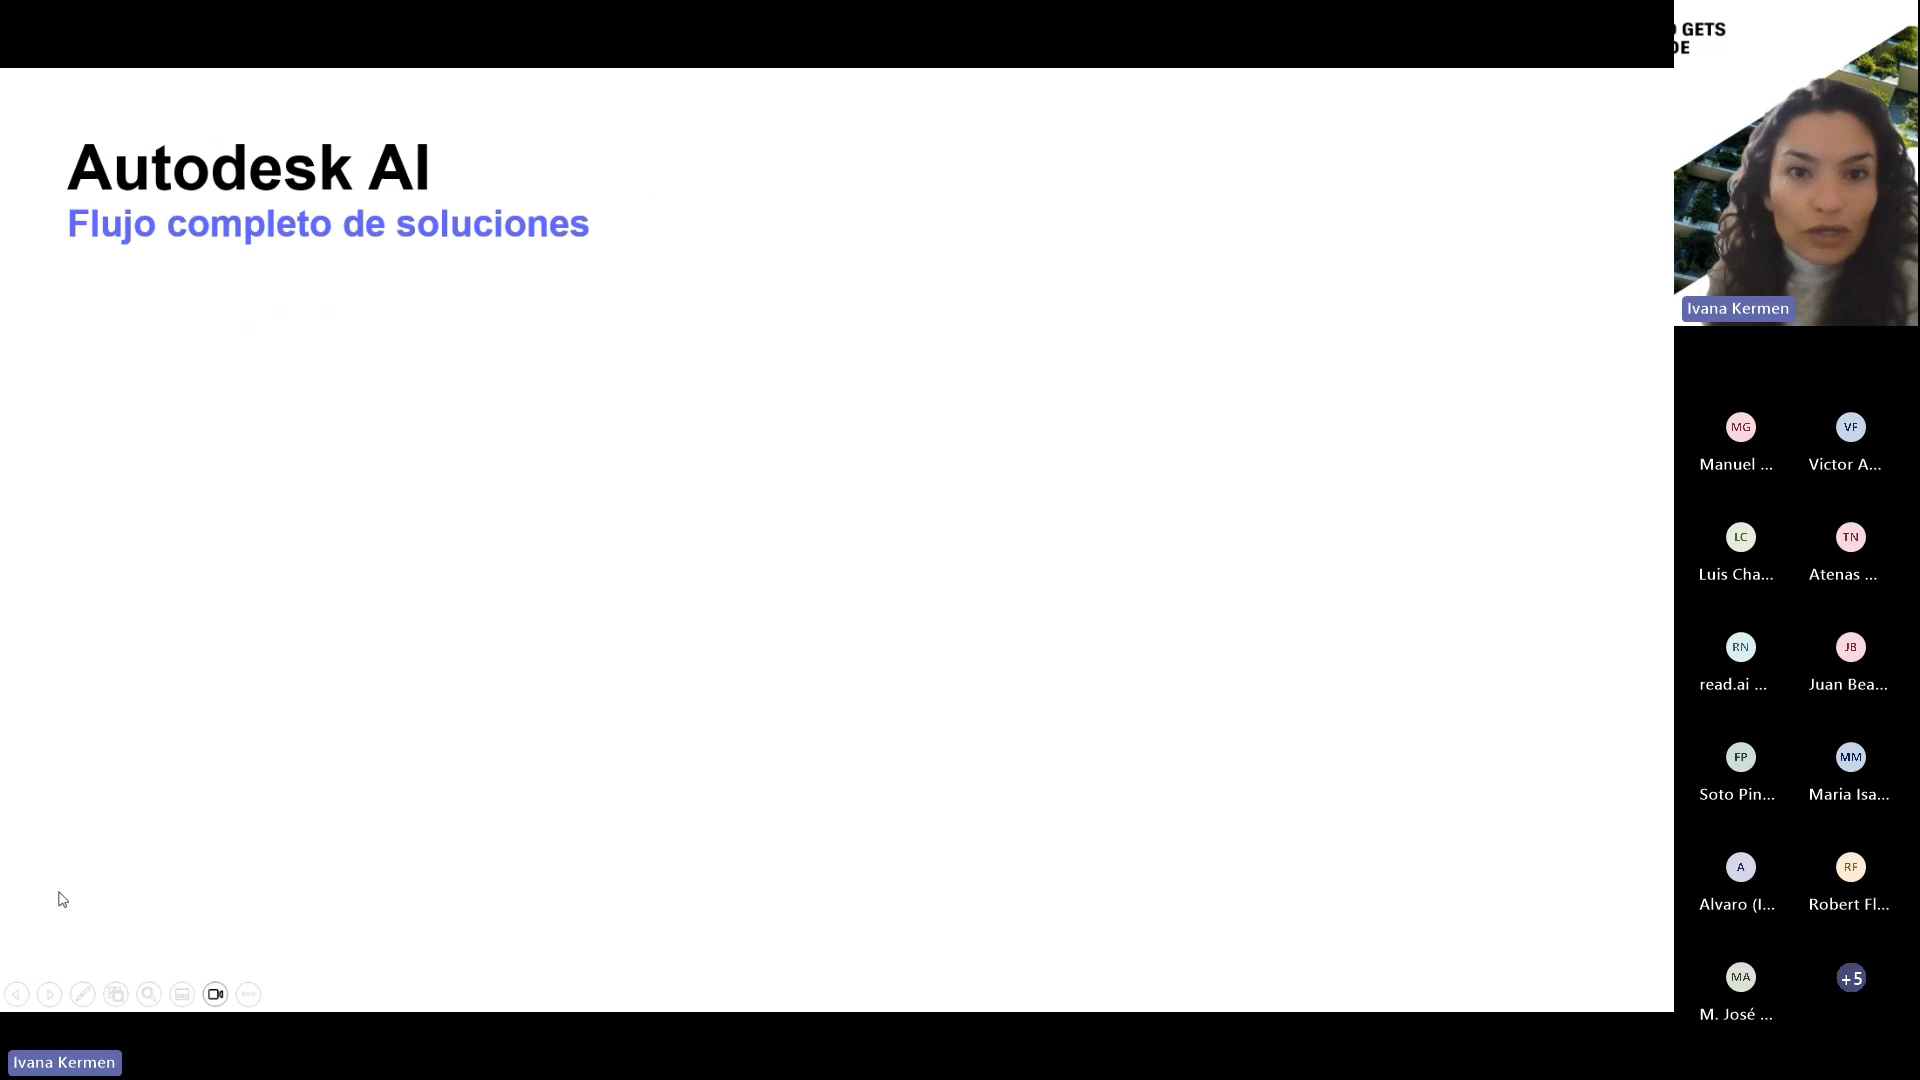 GETS
DE
Autodesk AI
Flujo completo de soluciones
Ivana Kermen
MG
VF
Manuel ...
Victor A...
LC
TN
Luis Cha...
Atenas ...
RN
JB
read.ai ...
Juan Bea...
FP
MM
Soto Pin...
Maria Isa...
A
RF
Alvaro (I...
Robert Fl...
MA
+5
M. José ...
Ivana Kermen